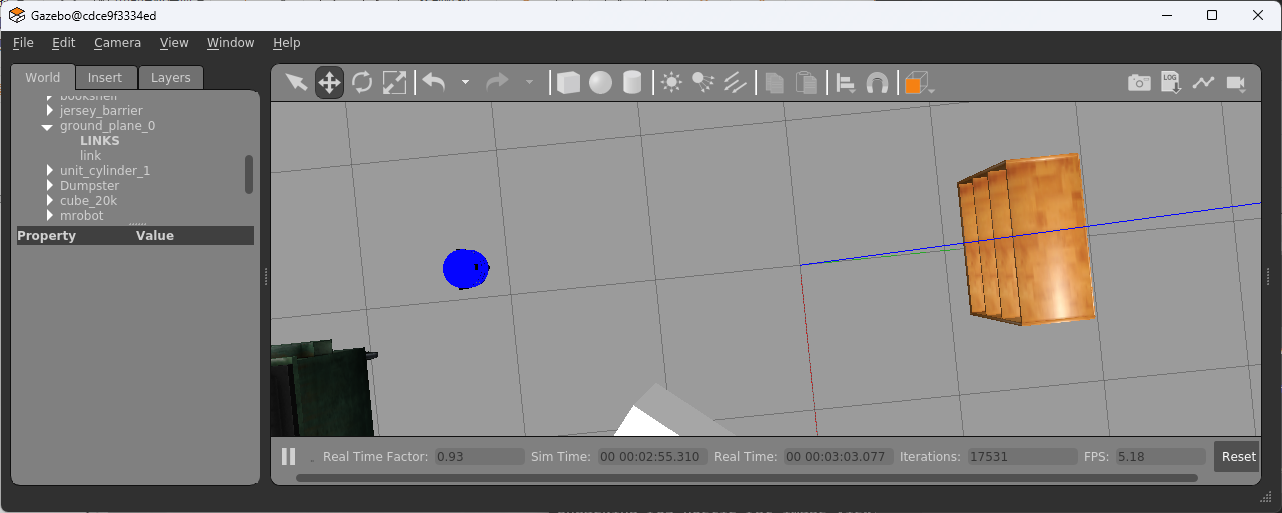 Gazebo@cdce9f3334ed
File Edit Camera View Window Help
World Insert Layers
bookshelf
jersey_barrier
ground_plane_0
LINKS
link
unit_cylinder_1
Dumpster
cube_20k
mrobot
Property Value
LOG
Real Time Factor: 0.93 Sim Time: 00 00:02:55.310 Real Time: 00 00:03:03.077 Iterations: 17531 FPS: 5.18 Reset